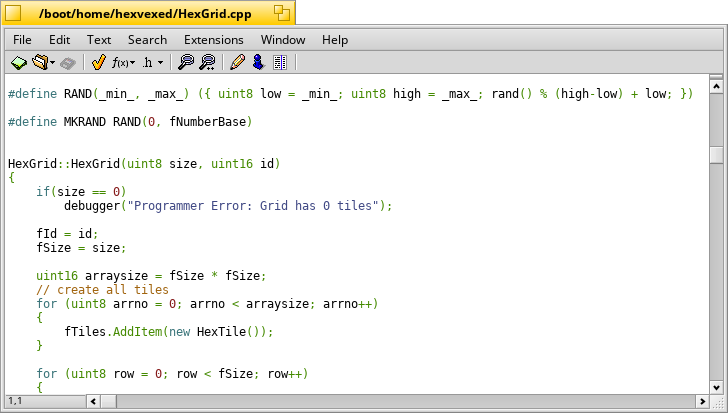 /boot/home/hexvexed/HexGrid.cpp
File Edit Text Search Extensions Window Help
f(x) .h
#define RAND(_min_, _max_) ({ uint8 low = _min_; uint8 high = _max_; rand() % (high-low) + low; })
#define MKRAND RAND(0, fNumberBase)
HexGrid::HexGrid(uint8 size, uint16 id)
{
if(size == 0)
debugger("Programmer Error: Grid has 0 tiles");
fId = id;
fSize = size;
uint16 arraysize = fSize * fSize;
// create all tiles
for (uint8 arrno = 0; arrno < arraysize; arrno++)
{
fTiles.AddItem(new HexTile());
}
for (uint8 row = 0; row < fSize; row++)
{
1,1